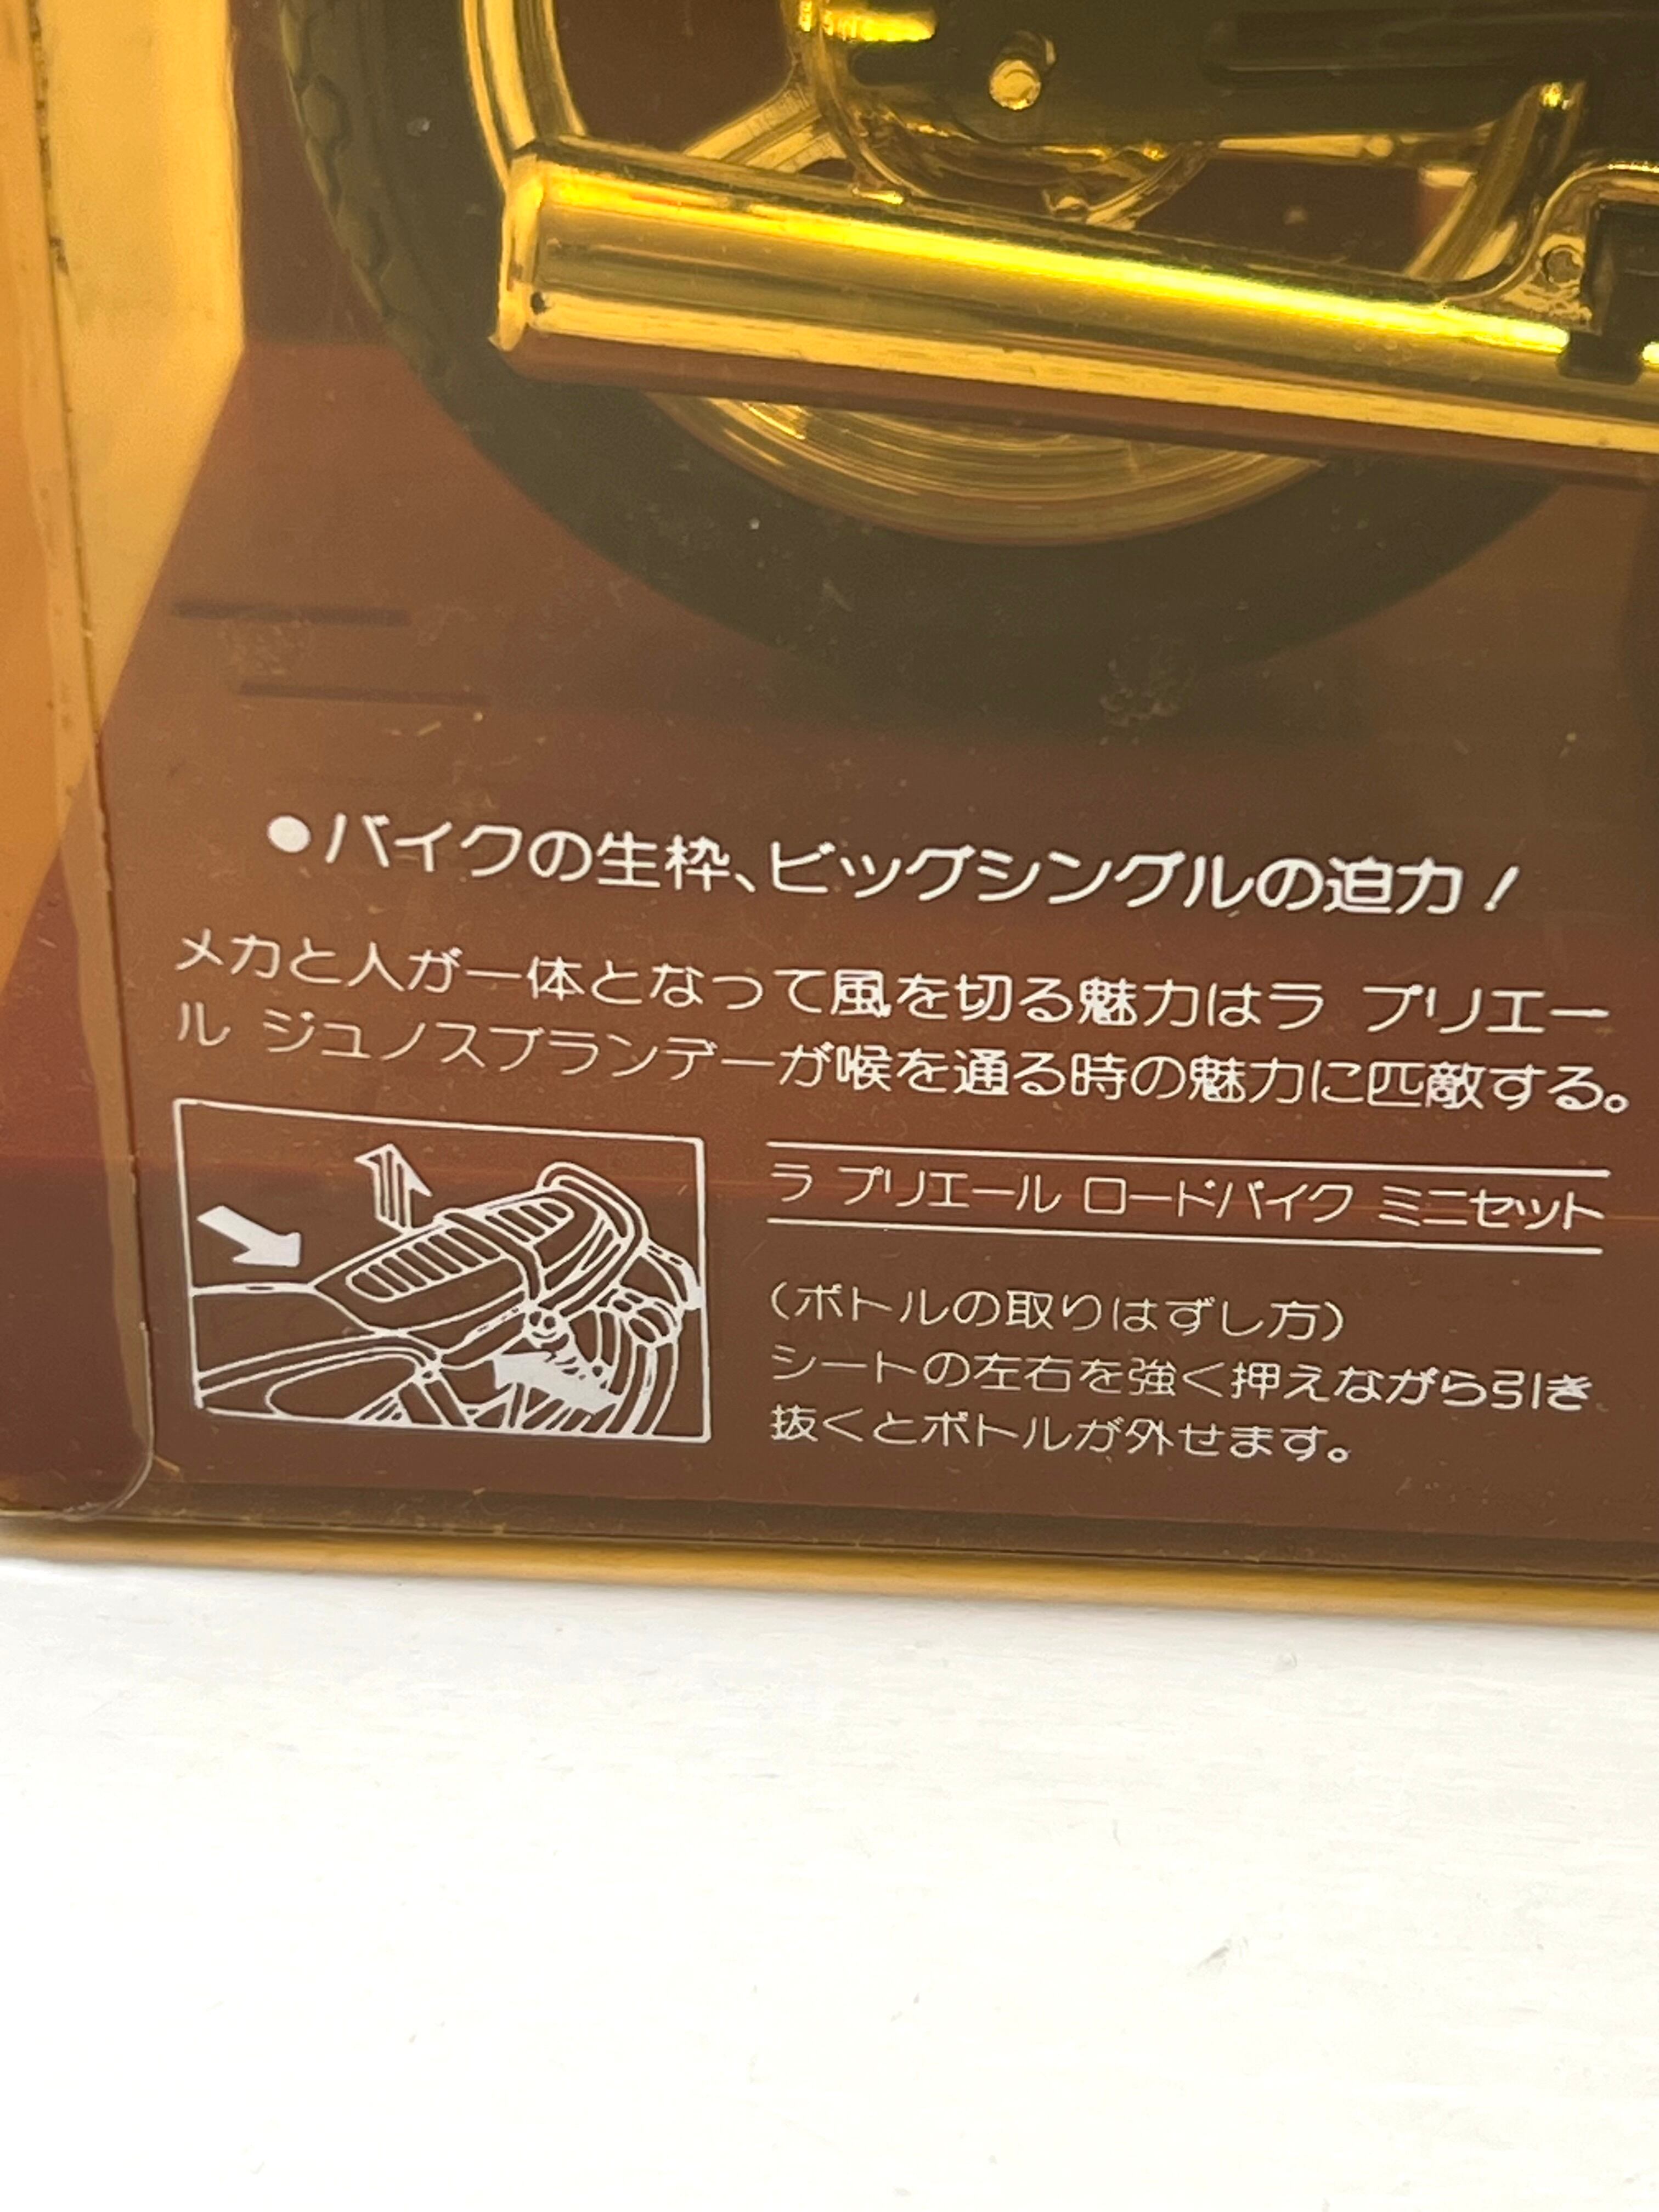 ●バイクの生枠、ビッグシングルの迫力!
メカと人が一体となって風を切る魅力はラ プリエー
ル ジュノスブランデーが喉を通る時の魅力に匹敵する。
ラ プリエール ロードバイク ミニセット
(ボトルの取りはずし方)
シートの左右を強く押えながら引き
抜くとボトルが外せます。